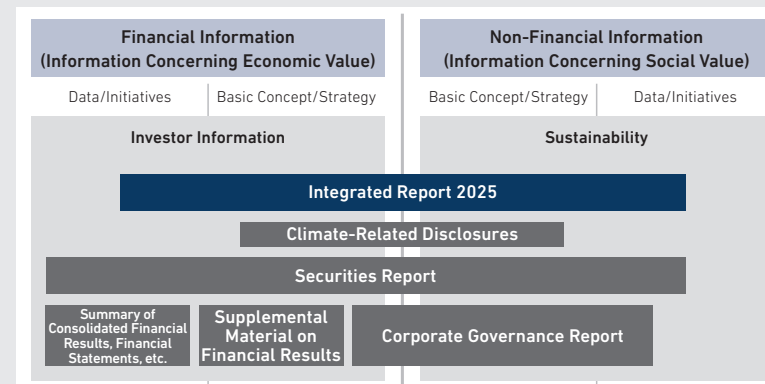 Financial Information
(Information Concerning Economic Value)
Non-Financial Information
(Information Concerning Social Value)
Data/Initiatives
Basic Concept/Strategy
Basic Concept/Strategy
Data/Initiatives
Investor Information
Sustainability
Integrated Report 2025
Climate-Related Disclosures
Securities Report
Summary of
Consolidated Financial
Results, Financial
Statements, etc.
Supplemental
Material on
Financial Results
Corporate Governance Report